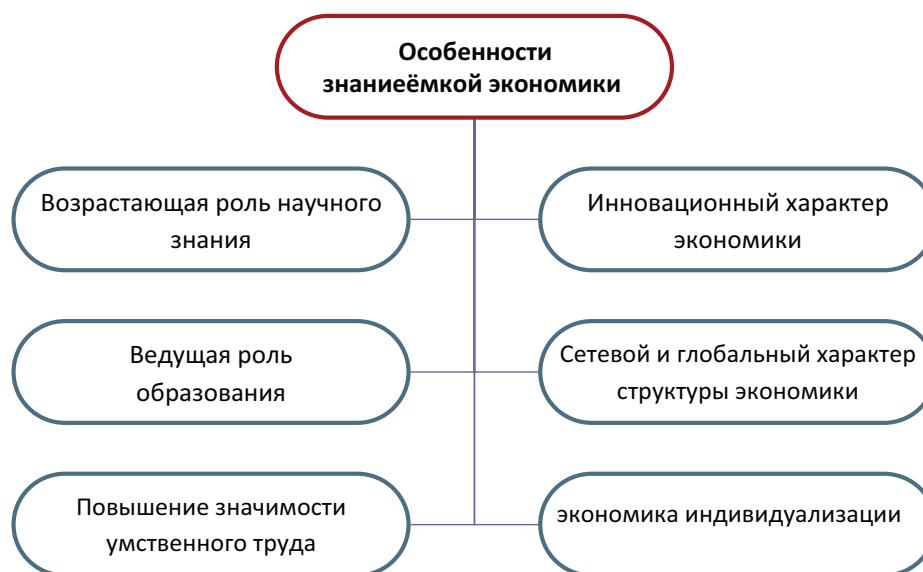 Особенности
знаниеёмкой экономики
Возрастающая роль научного
знания
Инновационный характер
экономики
Ведущая роль
образования
Сетевой и глобальный характер
структуры экономики
Повышение значимости
умственного труда
экономика индивидуализации